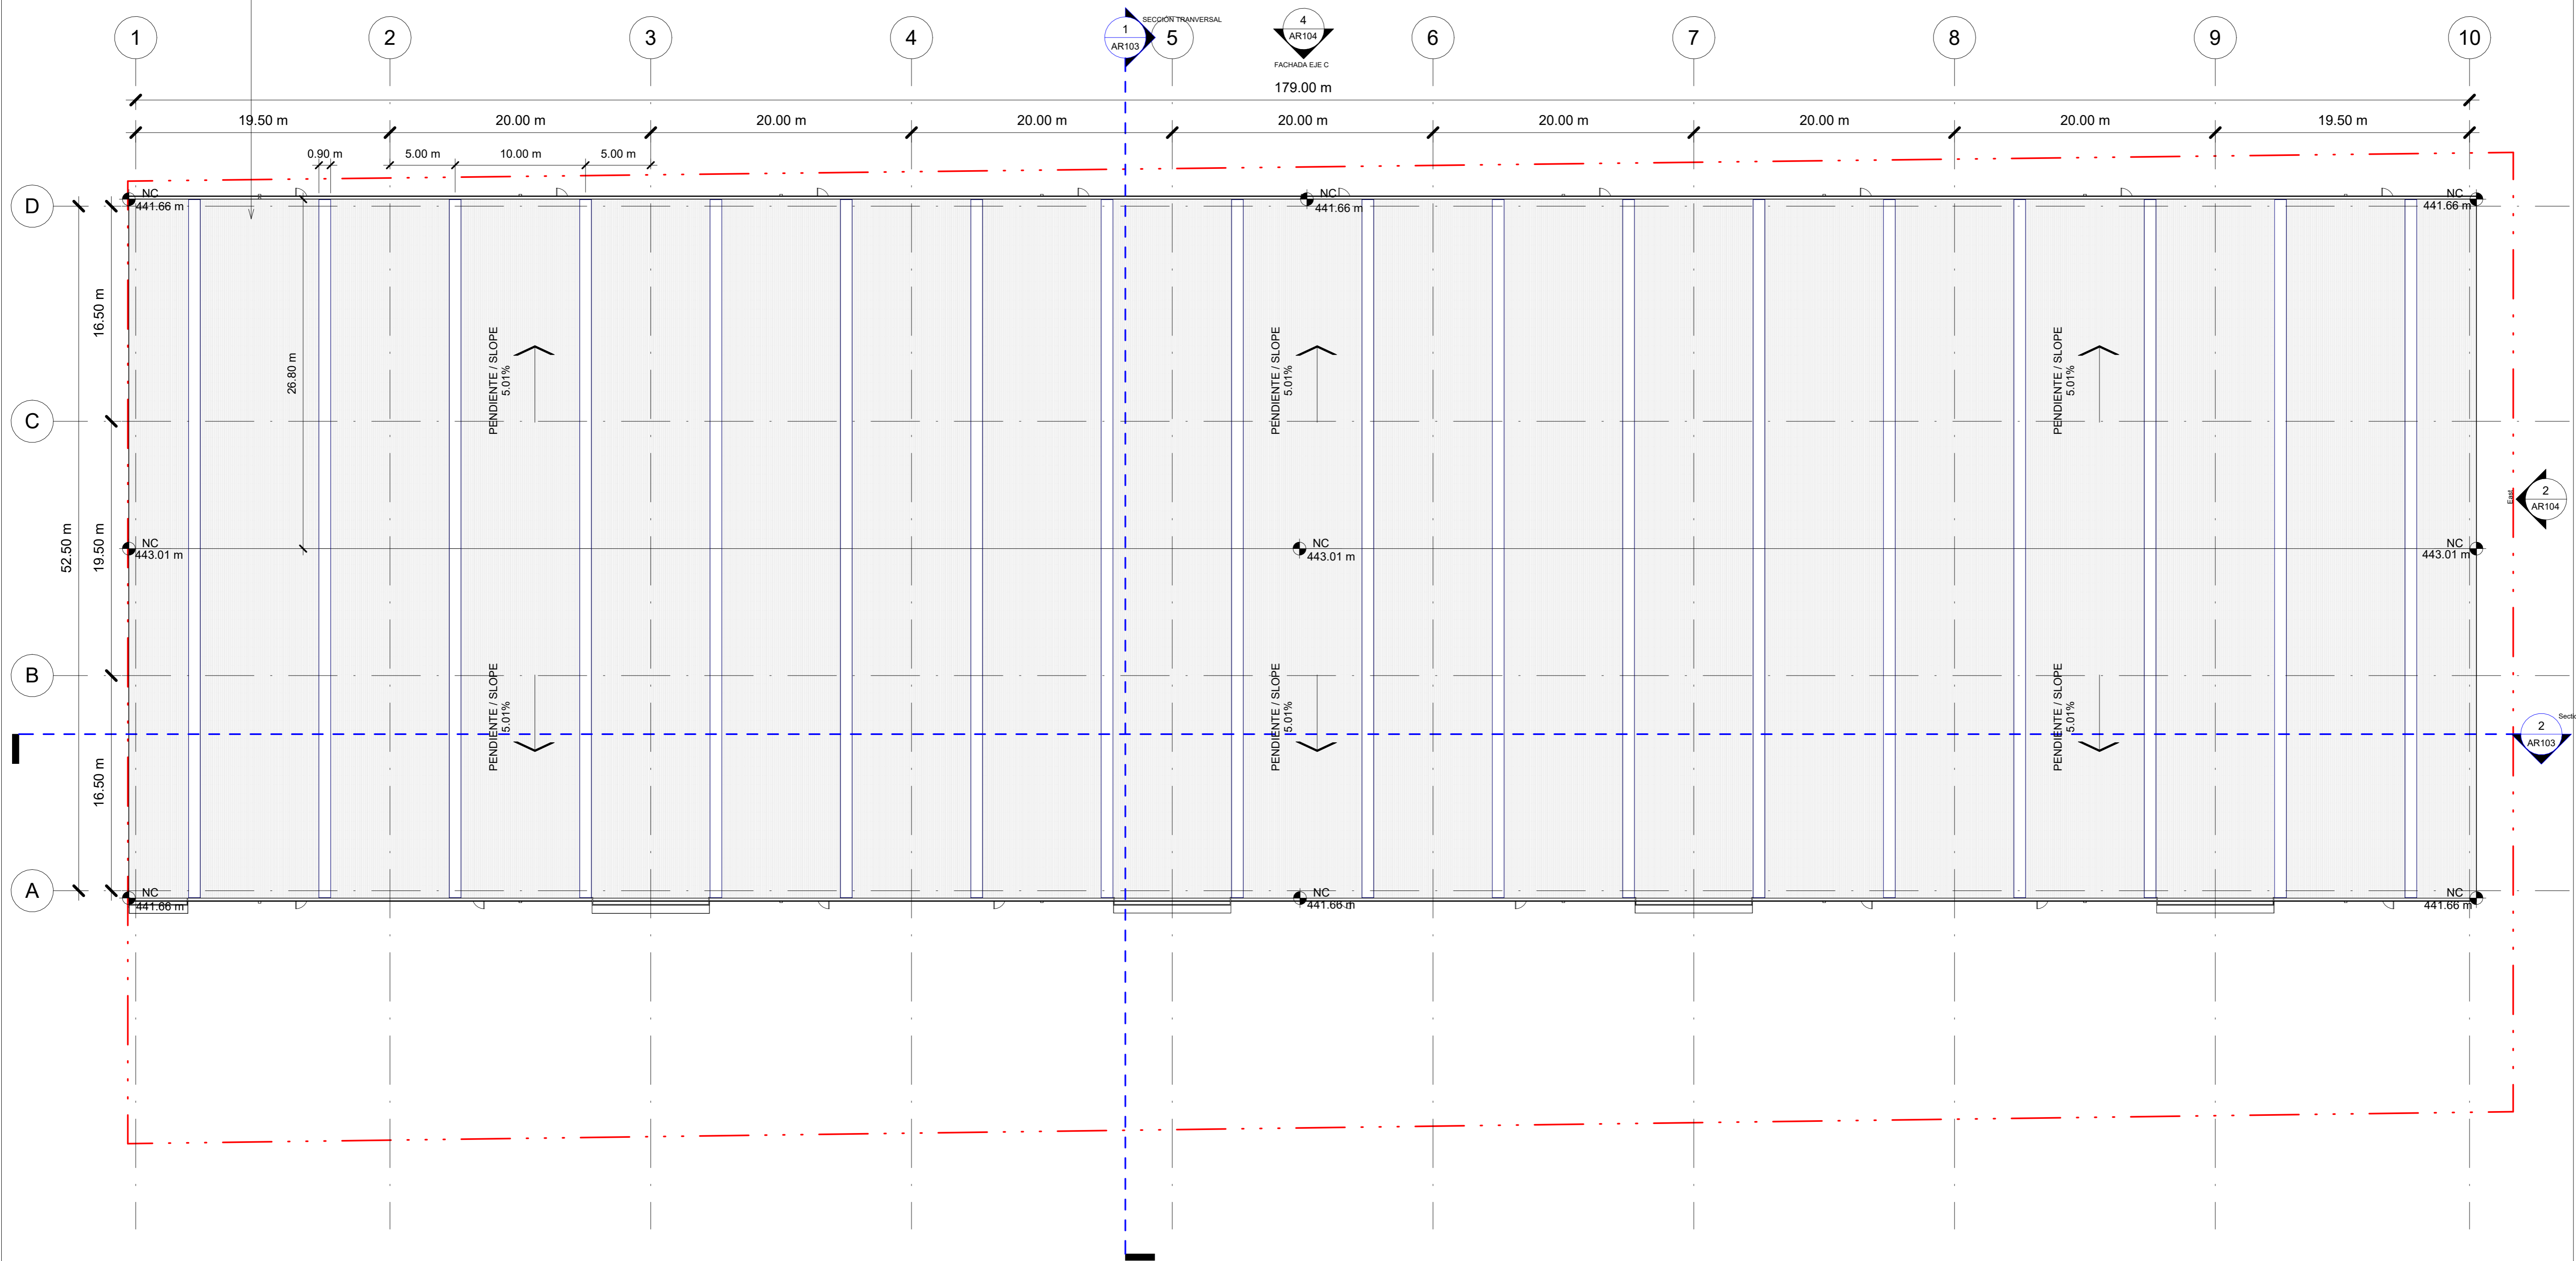 SECCIÓN TRANVERSAL
1
2
3
4
1
AR103
5
4
AR104
6
7
8
9
10
FACHADA EJE C
179.00 m
19.50 m
20.00 m
20.00 m
20.00 m
20.00 m
20.00 m
20.00 m
20.00 m
19.50 m
0.90 m
5.00 m
10.00 m
5.00 m
D
NC
441.66 m
NC
441.66 m
NC
441.66 m
16.50 m
26.80 m
PENDIENTE / SLOPE
5.01%
PENDIENTE / SLOPE
5.01%
PENDIENTE / SLOPE
5.01%
C
East
2
AR104
52.50 m
19.50 m
NC
443.01 m
NC
443.01 m
NC
443.01 m
B
PENDIENTE / SLOPE
5.01%
PENDIENTE / SLOPE
5.01%
PENDIENTE / SLOPE
5.01%
2
AR103
16.50 m
A
NC
441.66 m
NC
441.66 m
NC
441.66 m